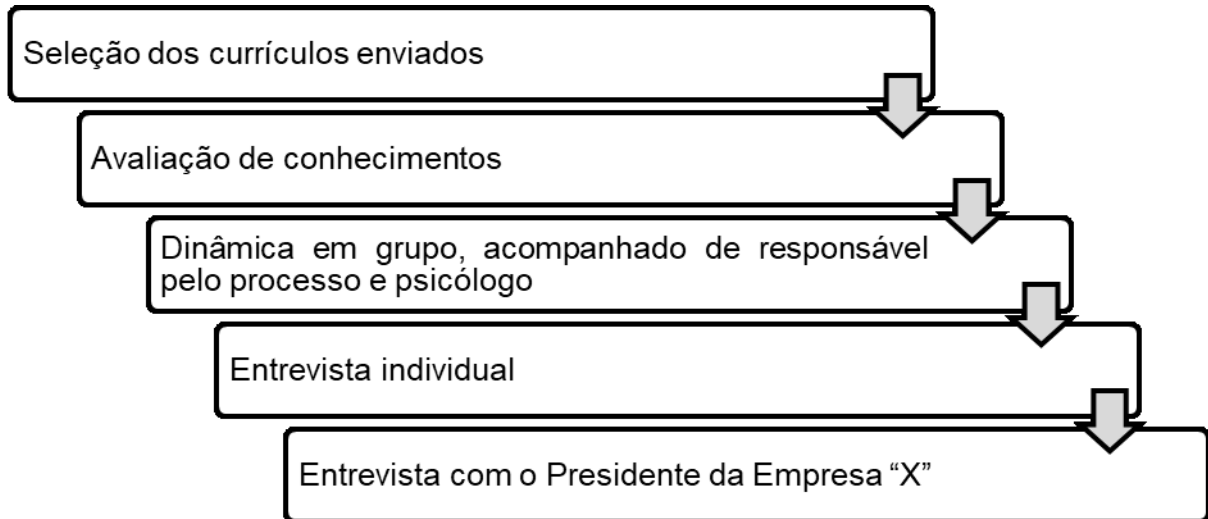 Seleção dos currículos enviados
Avaliação de conhecimentos
Dinâmica em grupo, acompanhado de responsável
pelo processo e psicólogo
Entrevista individual
Entrevista com o Presidente da Empresa “X”